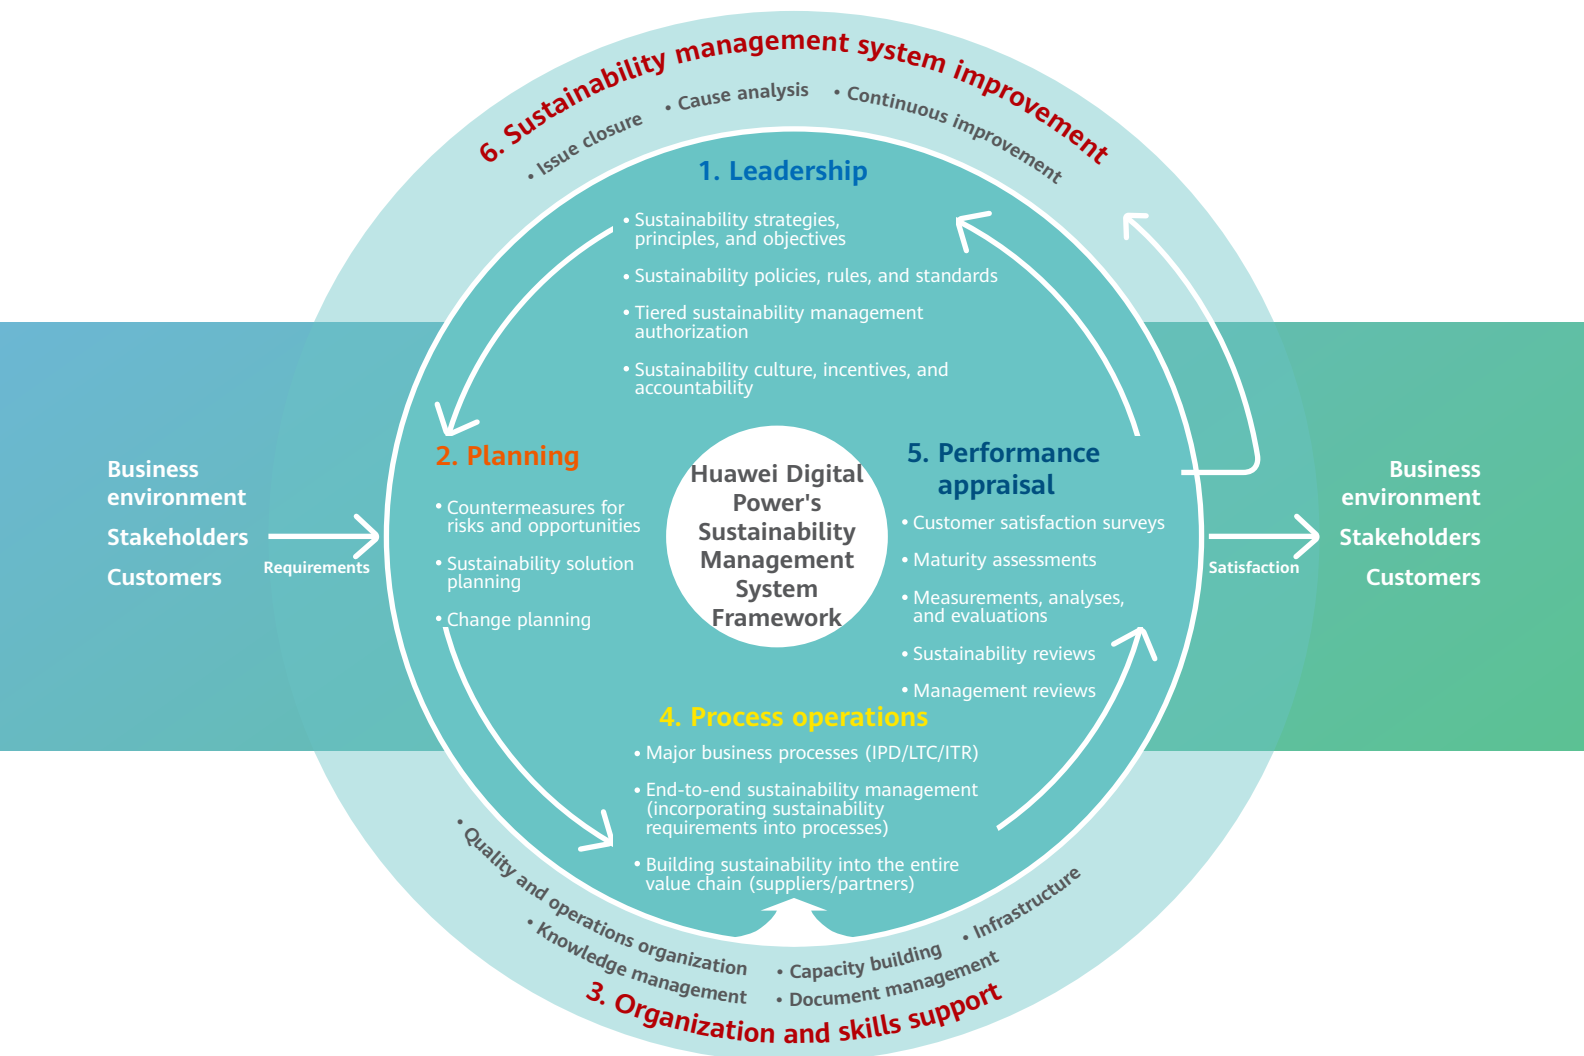 6. Sustainability management system improvement
• Issue closure
• Cause analysis
• Continuous improvement
1. Leadership
• Sustainability strategies,
principles, and objectives
• Sustainability policies, rules, and standards
• Tiered sustainability management
authorization
• Sustainability culture, incentives, and
accountability
Business
environment
Stakeholders
Customers
Requirements
2. Planning
• Countermeasures for
risks and opportunities
• Sustainability solution
planning
• Change planning
Huawei Digital
Power's
Sustainability
Management
System
Framework
5. Performance
appraisal
• Customer satisfaction surveys
• Maturity assessments
• Measurements, analyses,
and evaluations
• Sustainability reviews
• Management reviews
Satisfaction
Business
environment
Stakeholders
Customers
4. Process operations
• Major business processes (IPD/LTC/ITR)
• End-to-end sustainability management
(incorporating sustainability
requirements into processes)
• Building sustainability into the entire
value chain (suppliers/partners)
• Quality and operations organization
• Knowledge management
• Capacity building
• Infrastructure
• Document management
3. Organization and skills support